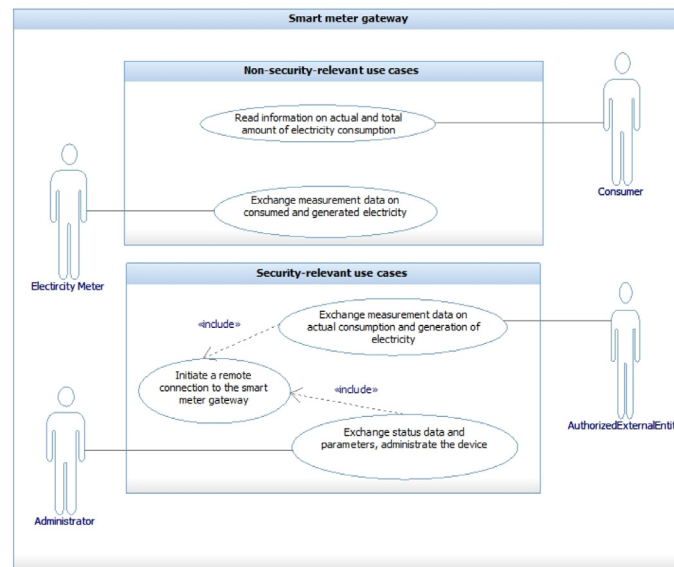 Smart meter gateway
Non-security-relevant use cases
Read information on actual and total
amount of electricity consumption
Consumer
Exchange measurement data on
consumed and generated electricity
Electircity Meter
Security-relevant use cases
Exchange measurement data on
actual consumption and generation of
electricity
«include»
Initiate a remote
connection to the smart
meter gateway
«include»
AuthorizedExternalEntit
Exchange status data and
parameters, administrate the device
Administrator